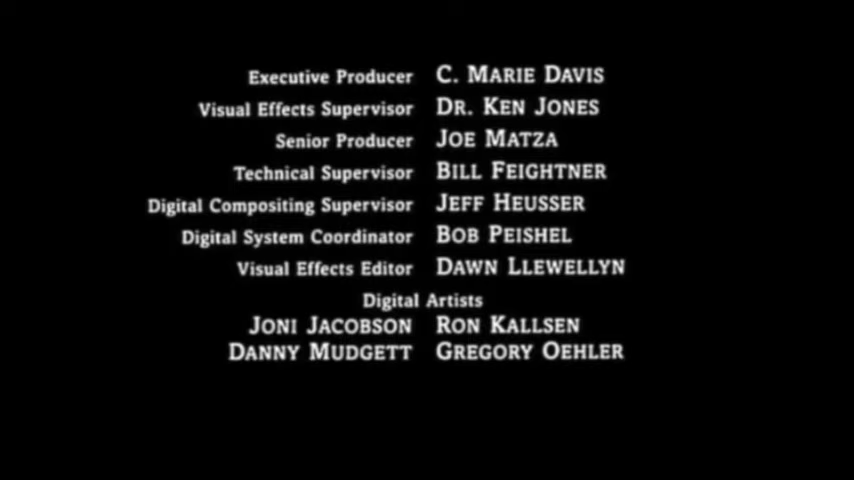 Executive Producer C. MARIE DAVIS
Visual Effects Supervisor DR. KEN JONES
Senior Producer JOE MATZA
Technical Supervisor BILL FEIGHTNER
Digital Compositing Supervisor JEFF HEUSSER
Digital System Coordinator BOB PEISHEL
Visual Effects Editor DAWN LLEWELLYN
Digital Artists
JONI JACOBSON RON KALLSEN
DANNY MUDGETT GREGORY OEHLER